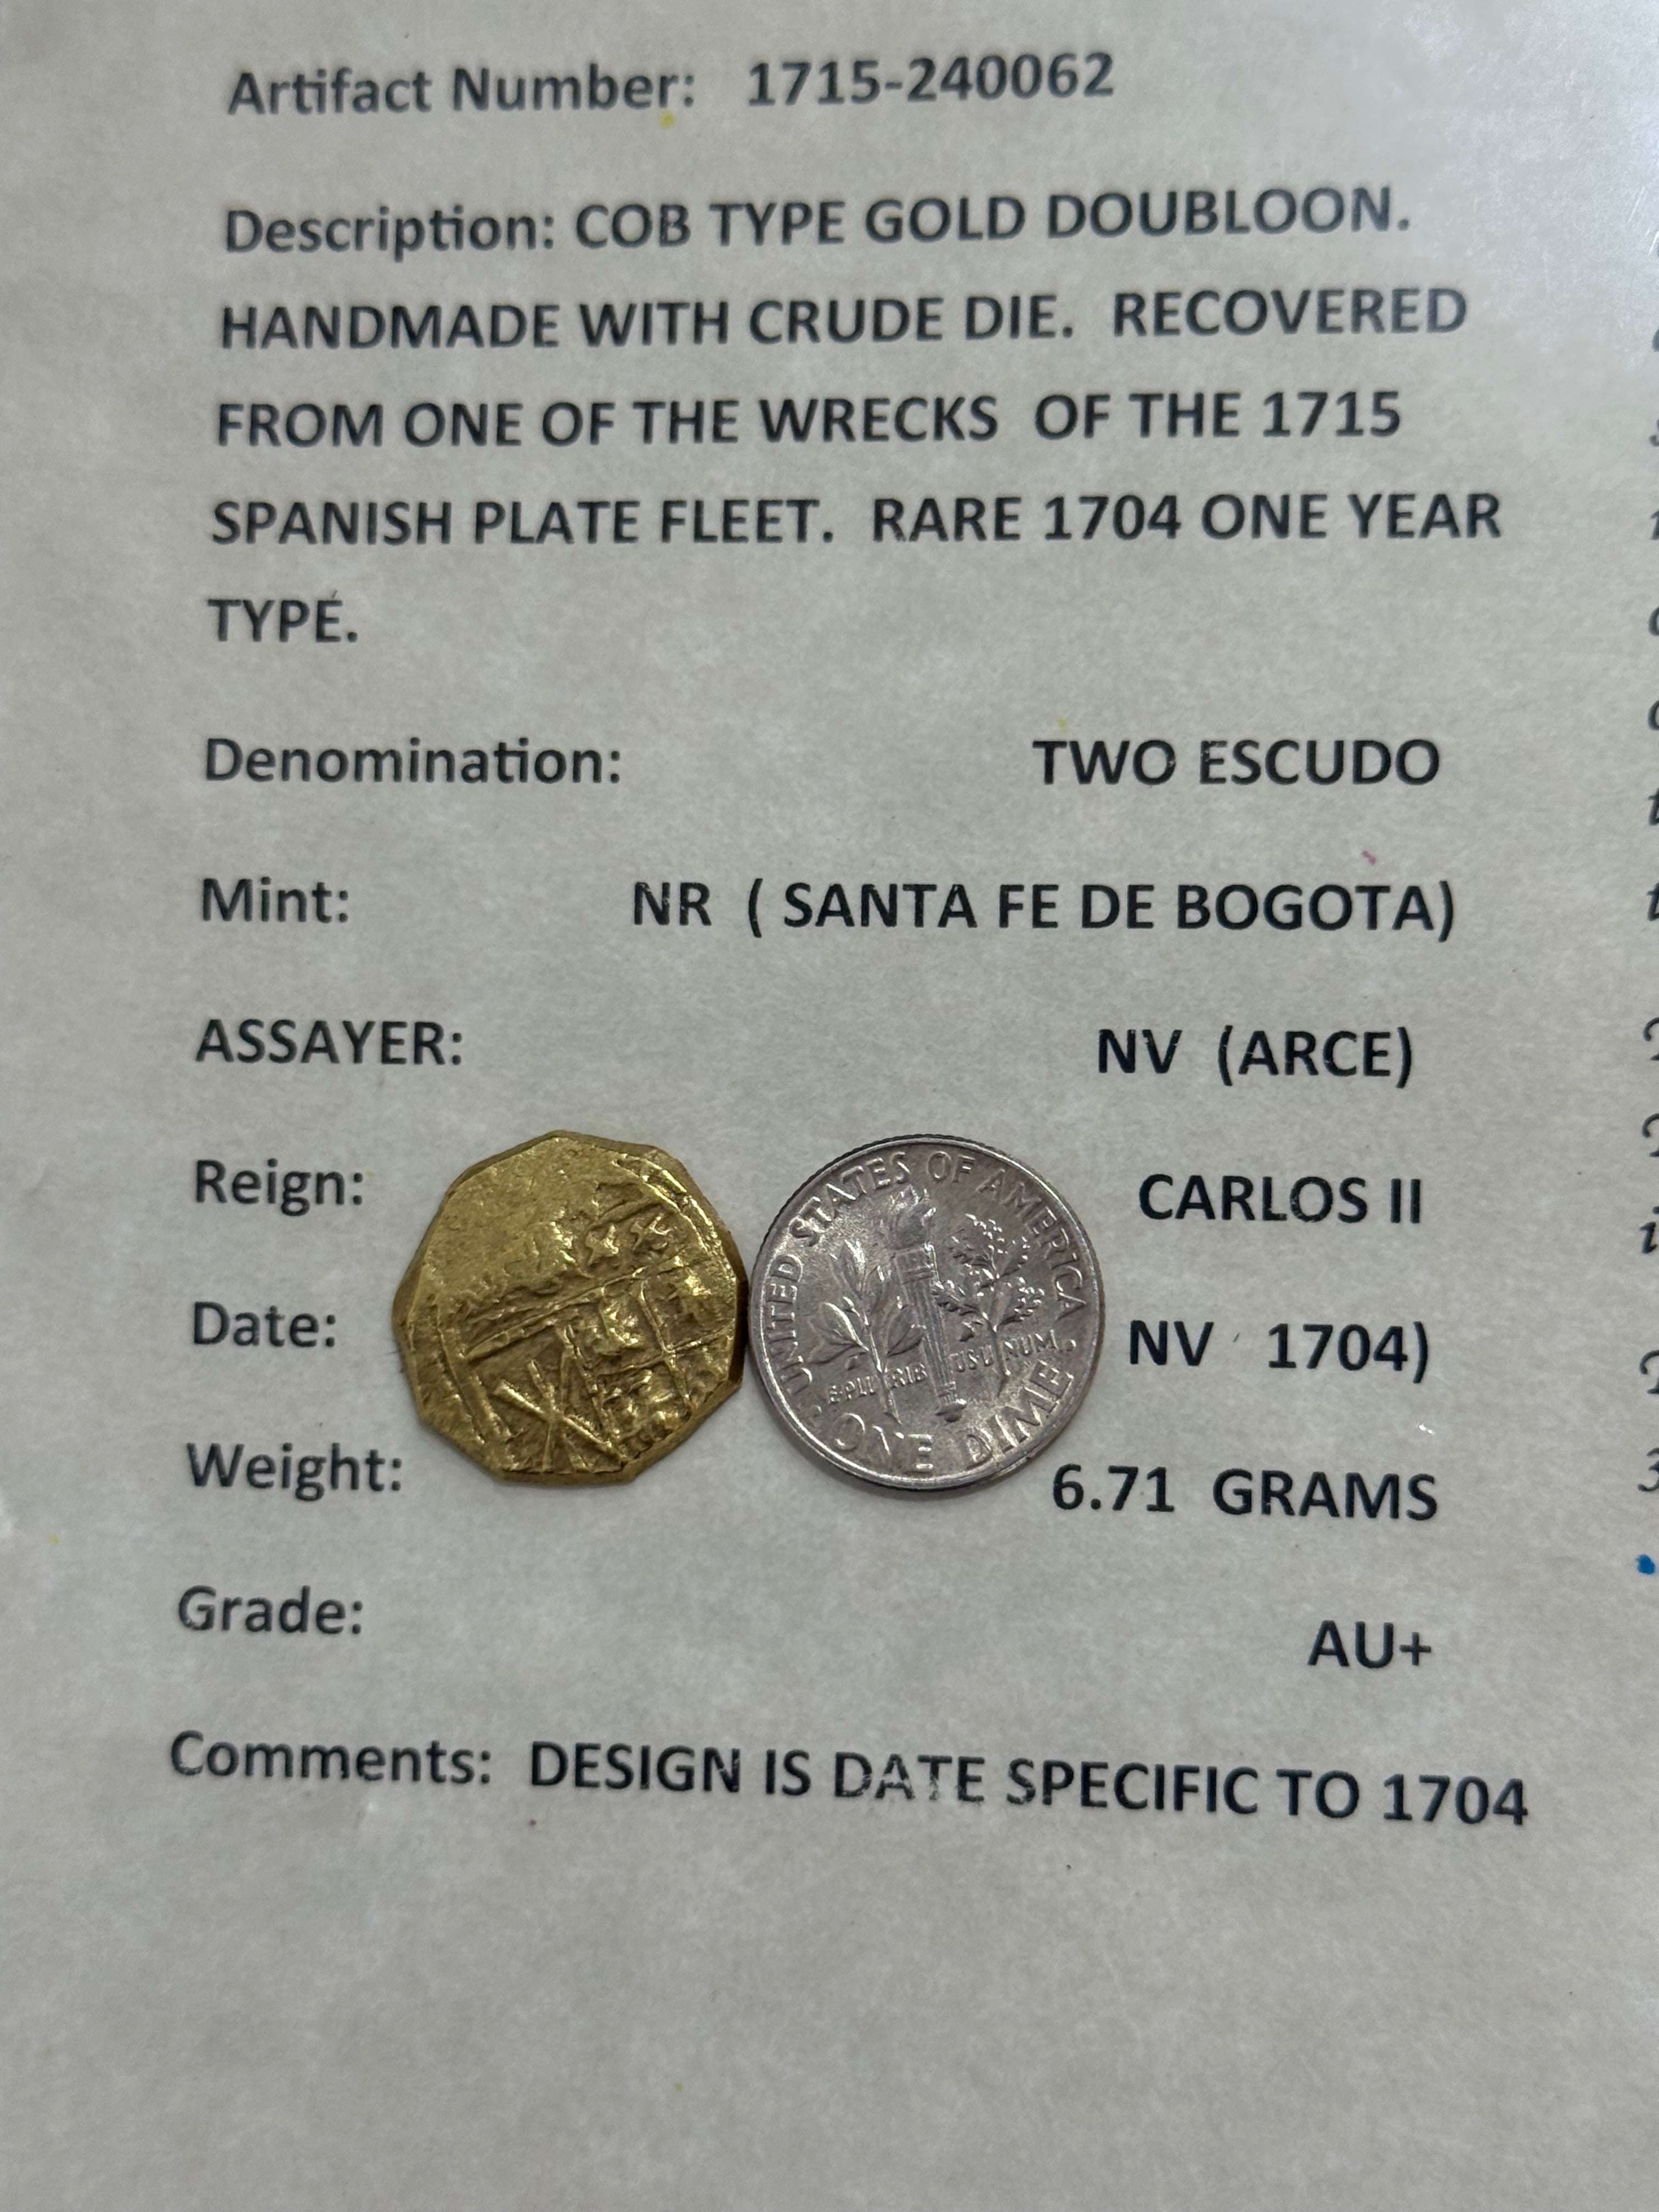 Artifact Number: 1715-240062
Description: COB TYPE GOLD DOUBLOON.
HANDMADE WITH CRUDE DIE. RECOVERED
FROM ONE OF THE WRECKS OF THE 1715
SPANISH PLATE FLEET. RARE 1704 ONE YEAR
TYPE.
Denomination: TWO ESCUDO
Mint: NR ( SANTA FE DE BOGOTA)
ASSAYER: NV (ARCE)
Reign: CARLOS II
Date: NV 1704)
Weight: 6.71 GRAMS
Grade: AU+
Comments: DESIGN IS DATE SPECIFIC TO 1704
UNITED STATES OF AMERICA
E PLURIBUS UNUM
ONE DIME